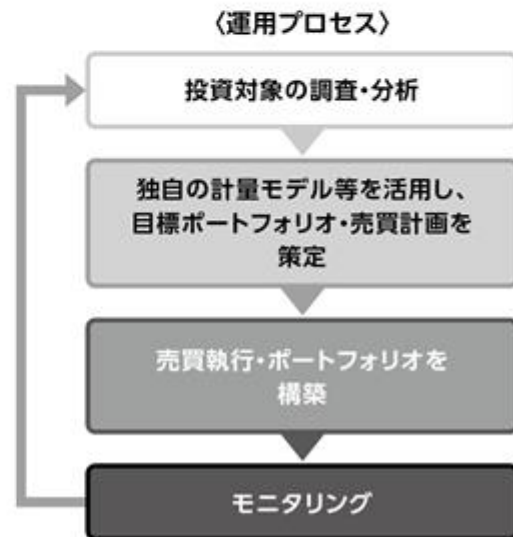 〈運用プロセス〉
投資対象の調査・分析
独自の計量モデル等を活用し、
目標ポートフォリオ・売買計画を
策定
売買執行・ポートフォリオを
構築
モニタリング